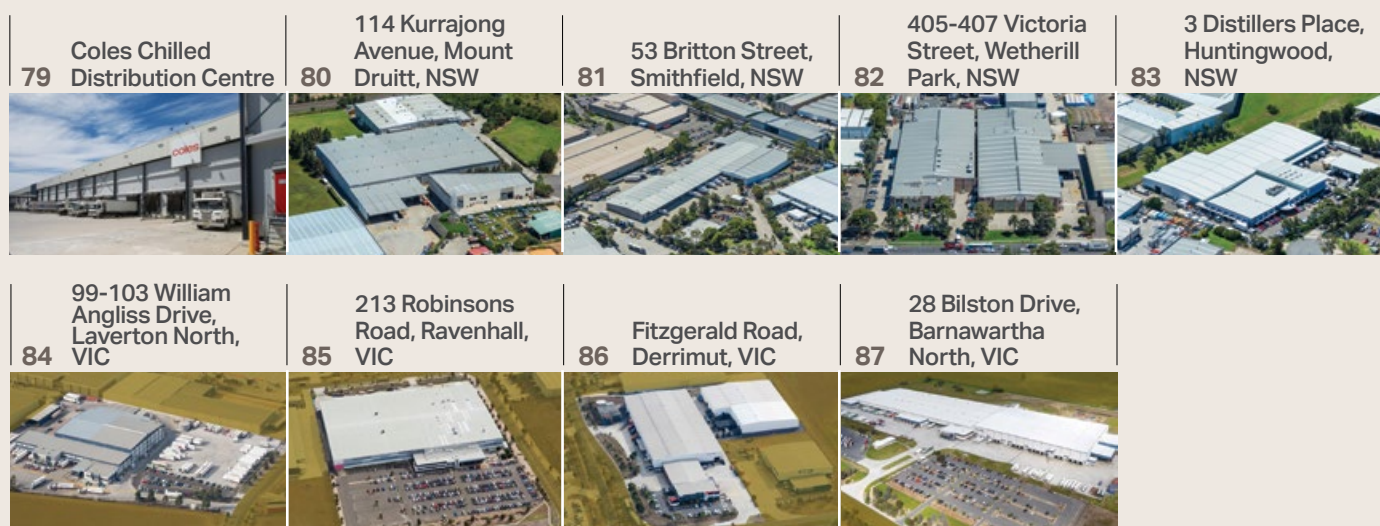 79
Coles Chilled
Distribution Centre
80
114 Kurrajong
Avenue, Mount
Druitt, NSW
81
53 Britton Street,
Smithfield, NSW
82
405-407 Victoria
Street, Wetherill
Park, NSW
83
3 Distillers Place,
Huntingwood,
NSW
coles
84
99-103 William
Angliss Drive,
Laverton North,
VIC
85
213 Robinsons
Road, Ravenhall,
VIC
86
Fitzgerald Road,
Derrimut, VIC
87
28 Bilston Drive,
Barnawartha
North, VIC